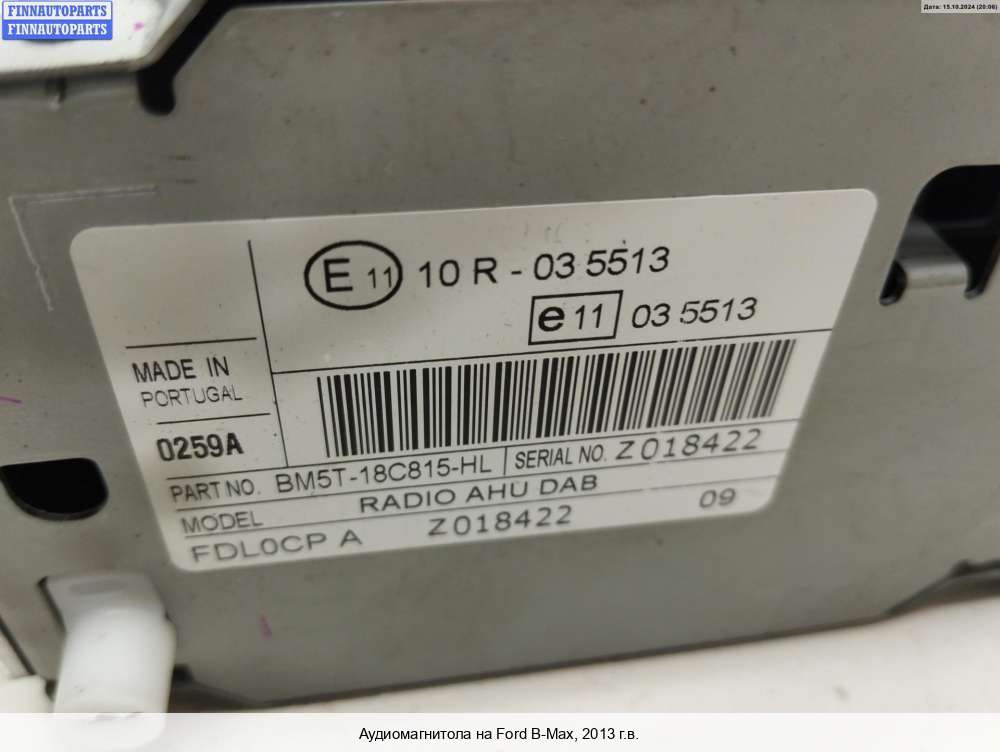 FINNAUTOPARTS
FINNAUTOPARTS
Дата: 15.10.2024 (20:06)
E 11 10 R - 03 5513
e 11 03 5513
MADE IN
PORTUGAL
0259A
PART NO. BM5T-18C815-HL SERIAL NO. Z018422
MODEL RADIO AHU DAB
FDL0CP A Z018422 09
Аудиомагнитола на Ford B-Max, 2013 г.в.